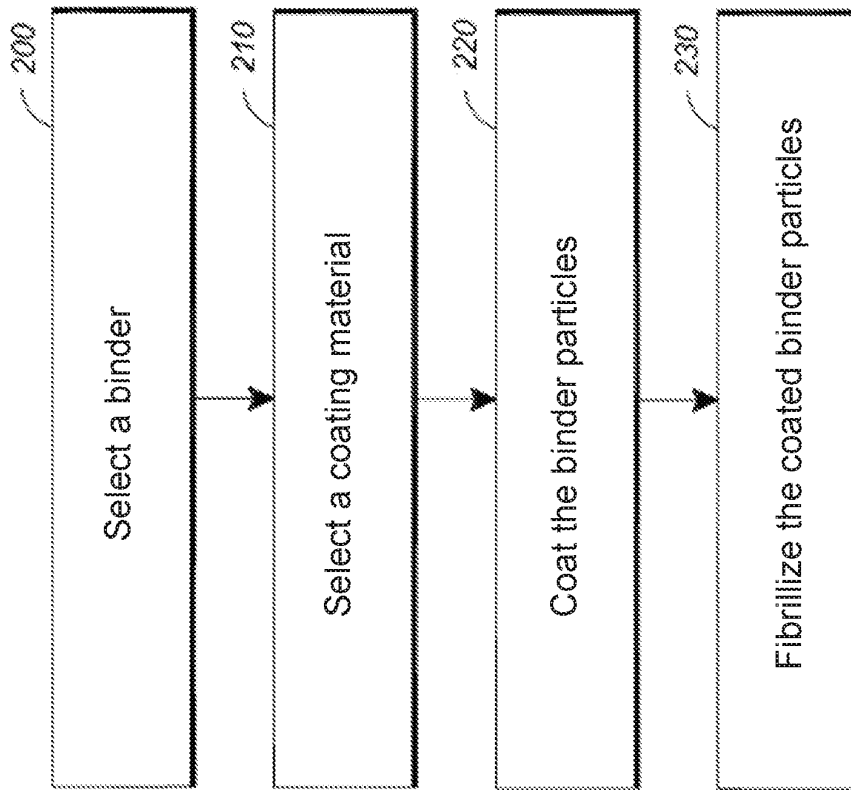 200
Select a binder
210
Select a coating material
220
Coat the binder particles
230
Fibrillize the coated binder particles